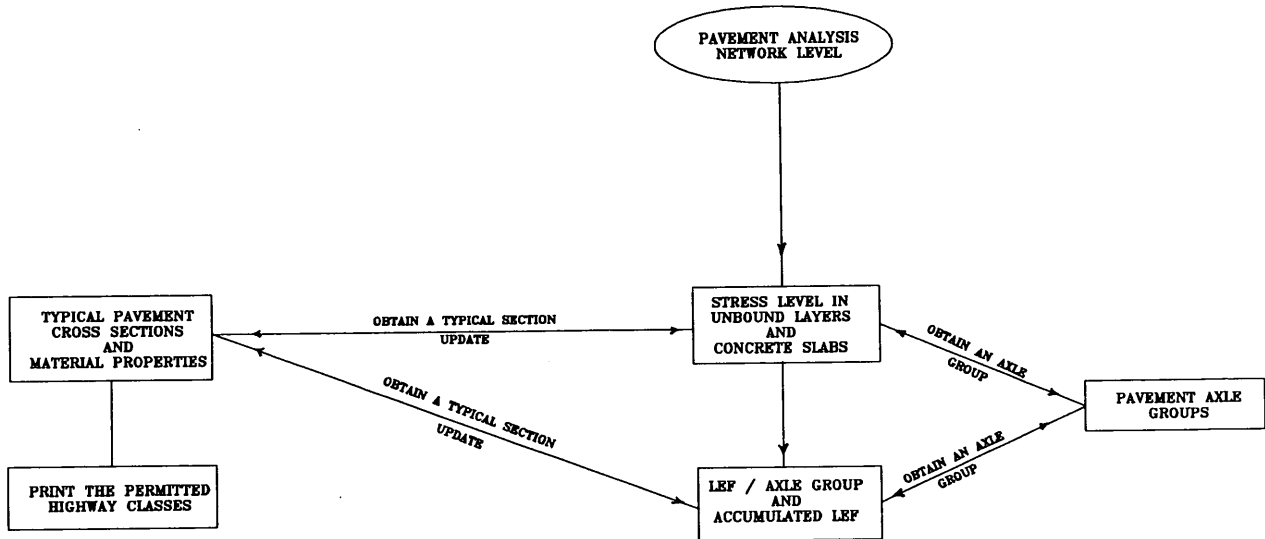 PAVEMENT ANALYSIS
NETWORK LEVEL
TYPICAL PAVEMENT
CROSS SECTIONS
AND
MATERIAL PROPERTIES
OBTAIN A TYPICAL SECTION
UPDATE
STRESS LEVEL IN
UNBOUND LAYERS
AND
CONCRETE SLABS
OBTAIN AN AXLE
GROUP
PAVEMENT AXLE
GROUPS
OBTAIN A TYPICAL SECTION
UPDATE
OBTAIN AN AXLE
GROUP
PRINT THE PERMITTED
HIGHWAY CLASSES
LEF / AXLE GROUP
AND
ACCUMULATED LEF